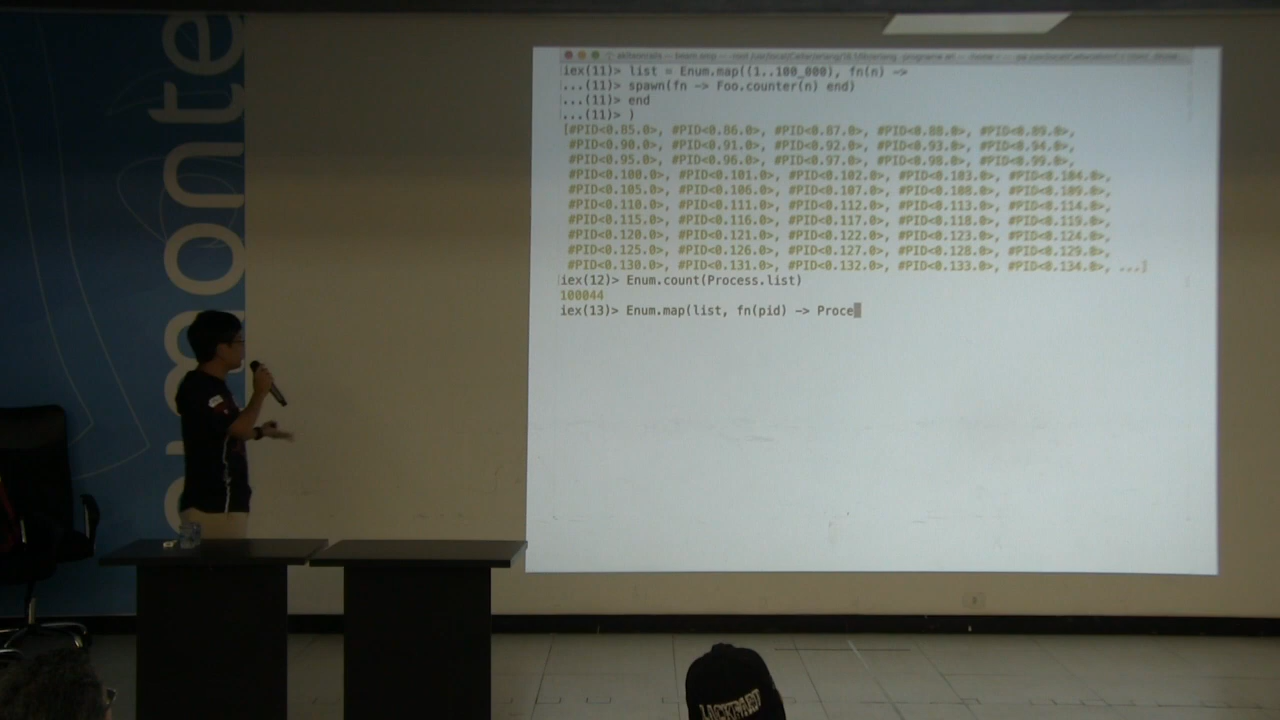 iex(11)> list = Enum.map((1..100_000), fn(n) ->
...(11)> spawn(fn -> Foo.counter(n) end)
...(11)> end
...(11)> )
[#PID<0.85.0>, #PID<0.86.0>, #PID<0.87.0>, #PID<0.88.0>, #PID<0.89.0>,
#PID<0.90.0>, #PID<0.91.0>, #PID<0.92.0>, #PID<0.93.0>, #PID<0.94.0>,
#PID<0.95.0>, #PID<0.96.0>, #PID<0.97.0>, #PID<0.98.0>, #PID<0.99.0>,
#PID<0.100.0>, #PID<0.101.0>, #PID<0.102.0>, #PID<0.103.0>, #PID<0.104.0>,
#PID<0.105.0>, #PID<0.106.0>, #PID<0.107.0>, #PID<0.108.0>, #PID<0.109.0>,
#PID<0.110.0>, #PID<0.111.0>, #PID<0.112.0>, #PID<0.113.0>, #PID<0.114.0>,
#PID<0.115.0>, #PID<0.116.0>, #PID<0.117.0>, #PID<0.118.0>, #PID<0.119.0>,
#PID<0.120.0>, #PID<0.121.0>, #PID<0.122.0>, #PID<0.123.0>, #PID<0.124.0>,
#PID<0.125.0>, #PID<0.126.0>, #PID<0.127.0>, #PID<0.128.0>, #PID<0.129.0>,
#PID<0.130.0>, #PID<0.131.0>, #PID<0.132.0>, #PID<0.133.0>, #PID<0.134.0>, ...]
iex(12)> Enum.count(Process.list)
100044
iex(13)> Enum.map(list, fn(pid) -> Proce
umonte